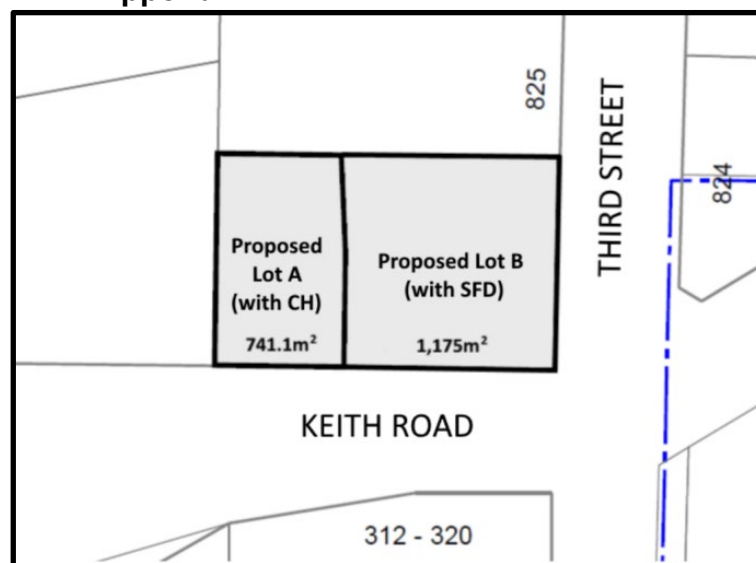 825
THIRD STREET
824
Proposed
Lot A
(with CH)
741.1m²
Proposed Lot B
(with SFD)
1,175m²
KEITH ROAD
312 - 320